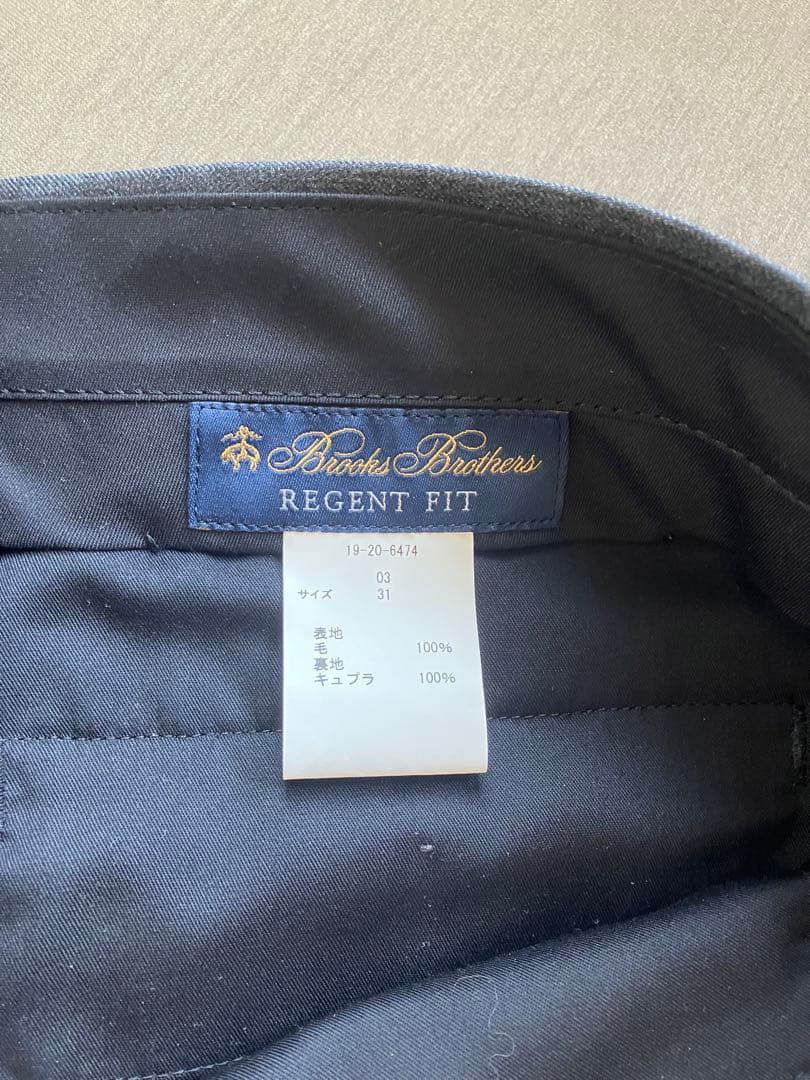 Brooks Brothers
REGENT FIT
19-20-6474
03
サイズ 31
表地
毛 100%
裏地
キュプラ 100%